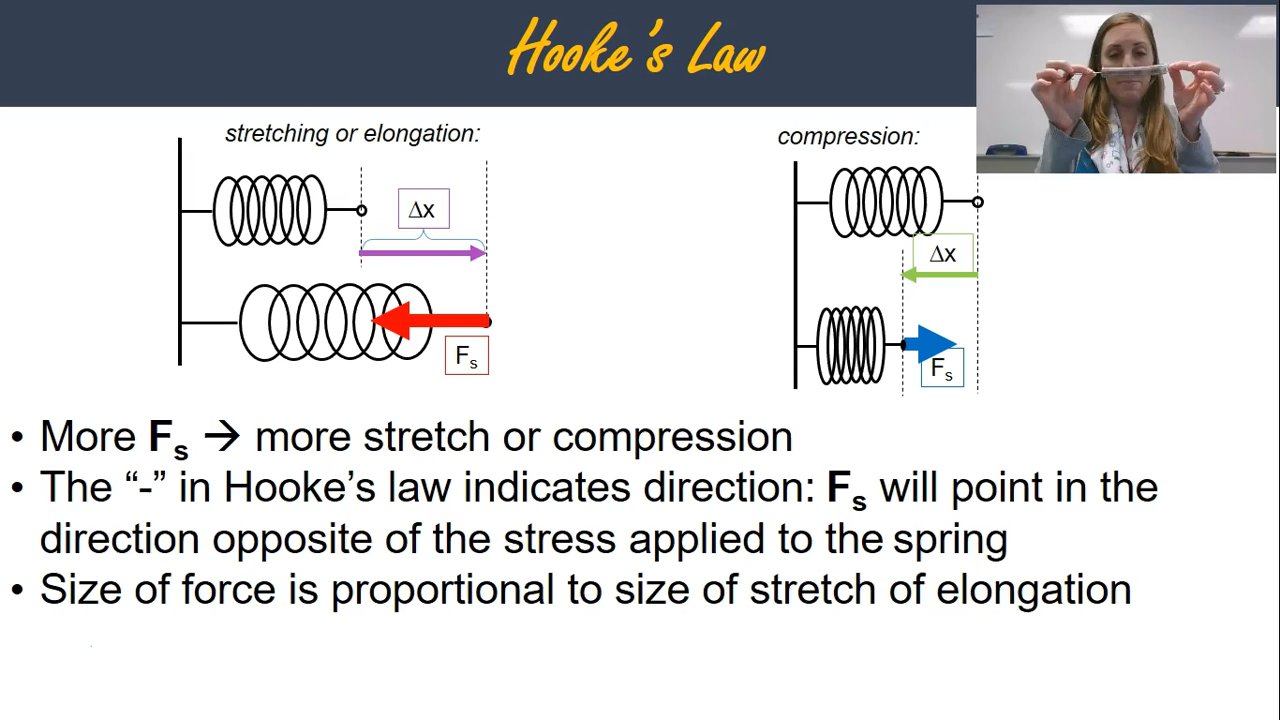 Hooke's Law
stretching or elongation:
compression:
Δx
Δx
Fs
Fs
• More Fs → more stretch or compression
• The “-” in Hooke’s law indicates direction: Fs will point in the
direction opposite of the stress applied to the spring
• Size of force is proportional to size of stretch of elongation